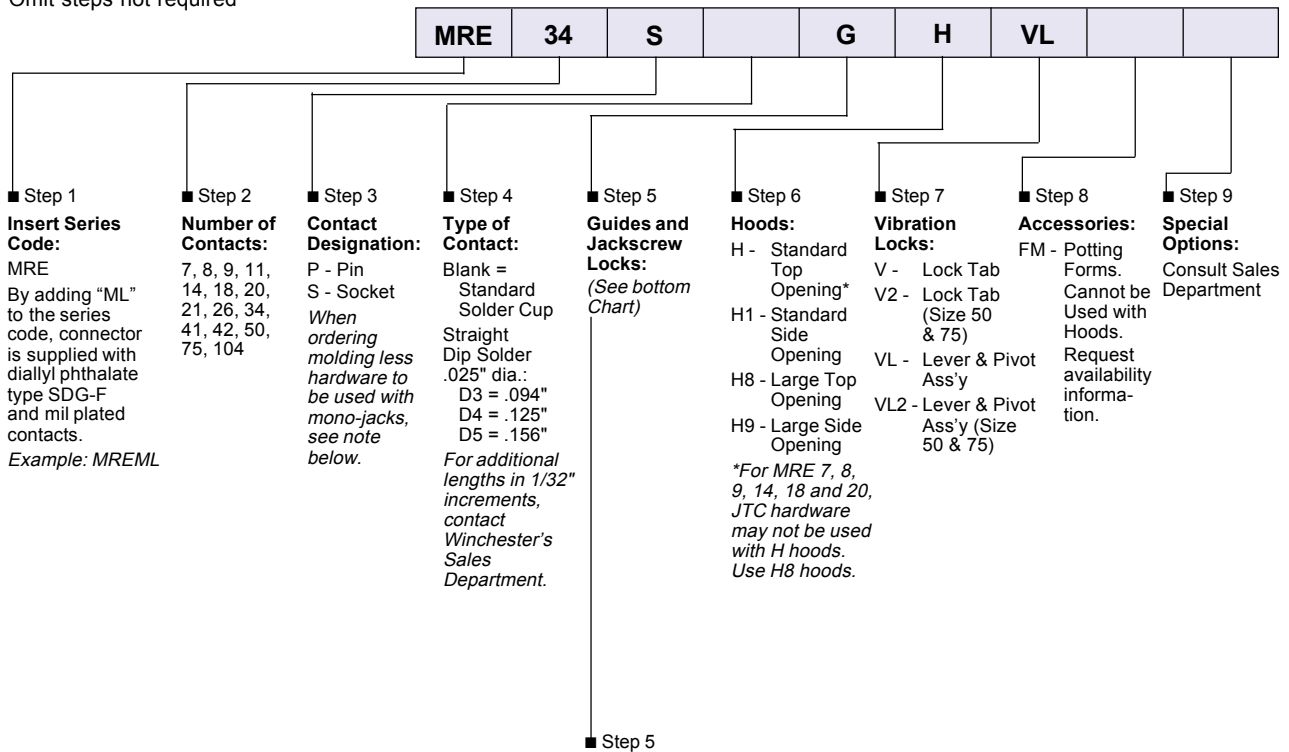 Omit steps not required
MRE 34 S G H VL
■ Step 1
Insert Series
Code:
MRE
By adding “ML”
to the series
code, connector
is supplied with
diallyl phthalate
type SDG-F
and mil plated
contacts.
Example: MREML
■ Step 2
Number of
Contacts:
7, 8, 9, 11,
14, 18, 20,
21, 26, 34,
41, 42, 50,
75, 104
■ Step 3
Contact
Designation:
P - Pin
S - Socket
When
ordering
molding less
hardware to
be used with
mono-jacks,
see note
below.
■ Step 4
Type of
Contact:
Blank =
Standard
Solder Cup
Straight
Dip Solder
.025" dia.:
D3 = .094"
D4 = .125"
D5 = .156"
For additional
lengths in 1/32"
increments,
contact
Winchester’s
Sales
Department.
■ Step 5
Guides and
Jackscrew
Locks:
(See bottom
Chart)
■ Step 6
Hoods:
H - Standard
Top
Opening*
H1 - Standard
Side
Opening
H8 - Large Top
Opening
H9 - Large Side
Opening
*For MRE 7, 8,
9, 14, 18 and 20,
JTC hardware
may not be used
with H hoods.
Use H8 hoods.
■ Step 7
Vibration
Locks:
V - Lock Tab
V2 - Lock Tab
(Size 50
& 75)
VL - Lever & Pivot
Ass’y
VL2 - Lever & Pivot
Ass’y (Size
50 & 75)
■ Step 8
Accessories:
FM - Potting
Forms.
Cannot be
Used with
Hoods.
Request
availability
informa-
tion.
■ Step 9
Special
Options:
Consult Sales
Department
■ Step 5